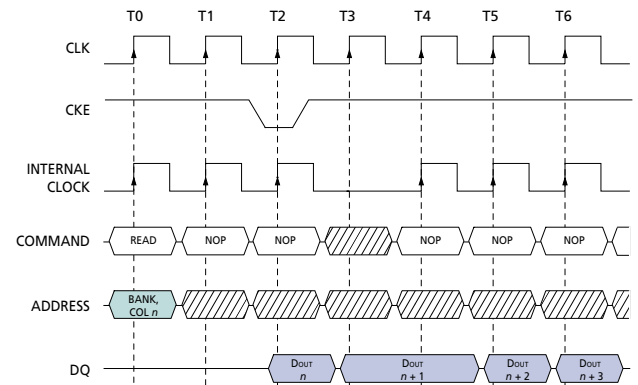 T0 T1 T2 T3 T4 T5 T6
CLK
CKE
INTERNAL
CLOCK
COMMAND READ NOP NOP NOP NOP NOP
ADDRESS BANK,
COL n
DQ DOUT DOUT DOUT DOUT
n n + 1 n + 2 n + 3